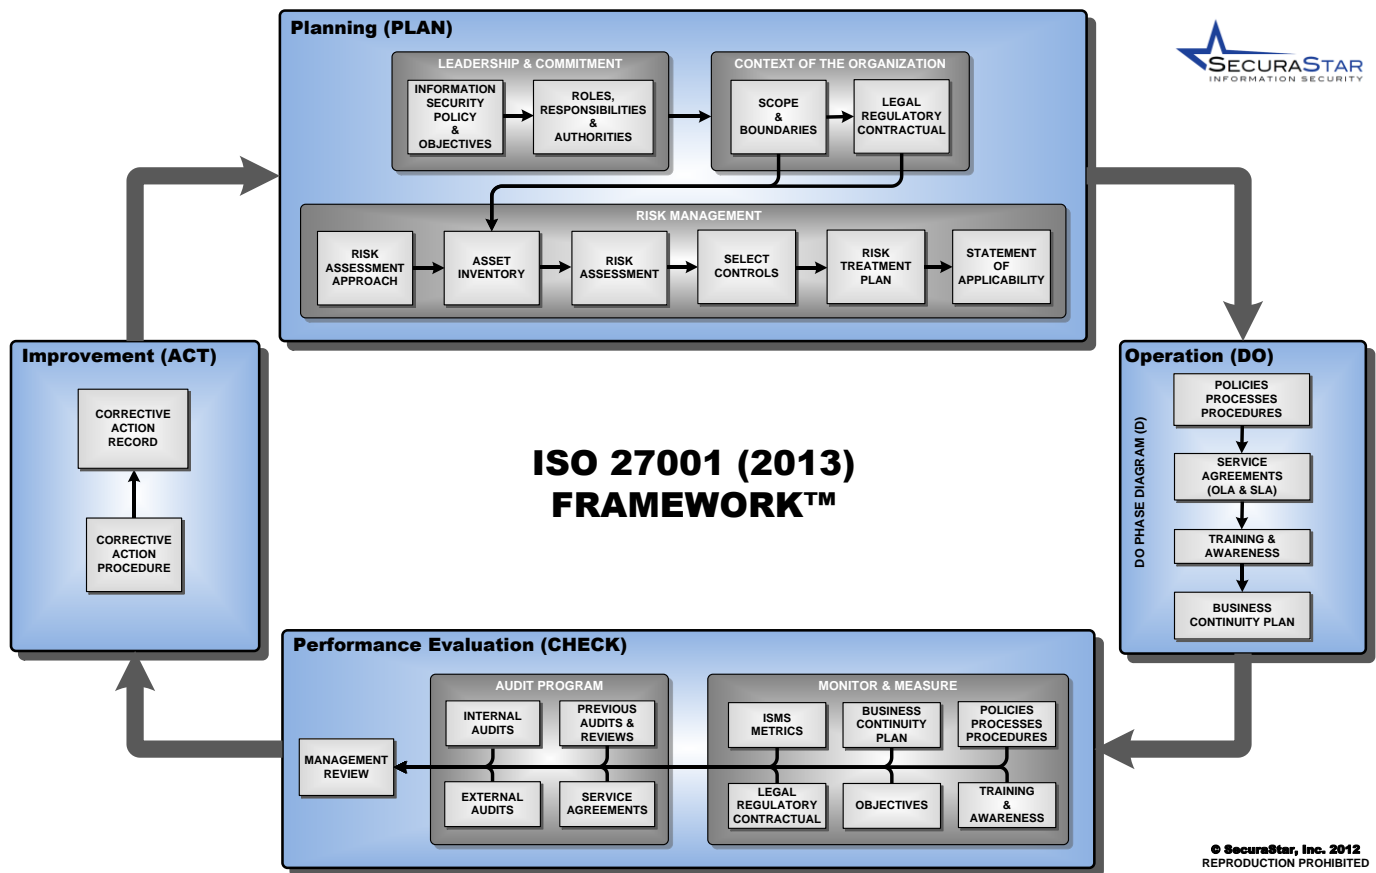 Planning (PLAN)
SECURASTAR
INFORMATION SECURITY
LEADERSHIP & COMMITMENT
INFORMATION
SECURITY
POLICY
&
OBJECTIVES
ROLES,
RESPONSIBILITIES
&
AUTHORITIES
CONTEXT OF THE ORGANIZATION
SCOPE
&
BOUNDARIES
LEGAL
REGULATORY
CONTRACTUAL
RISK MANAGEMENT
RISK
ASSESSMENT
APPROACH
ASSET
INVENTORY
RISK
ASSESSMENT
SELECT
CONTROLS
RISK
TREATMENT
PLAN
STATEMENT
OF
APPLICABILITY
Improvement (ACT)
CORRECTIVE
ACTION
RECORD
CORRECTIVE
ACTION
PROCEDURE
ISO 27001 (2013)
FRAMEWORK™
Operation (DO)
DO PHASE DIAGRAM (D)
POLICIES
PROCESSES
PROCEDURES
SERVICE
AGREEMENTS
(OLA & SLA)
TRAINING &
AWARENESS
BUSINESS
CONTINUITY PLAN
Performance Evaluation (CHECK)
MANAGEMENT
REVIEW
AUDIT PROGRAM
INTERNAL
AUDITS
PREVIOUS
AUDITS &
REVIEWS
EXTERNAL
AUDITS
SERVICE
AGREEMENTS
MONITOR & MEASURE
ISMS
METRICS
BUSINESS
CONTINUITY
PLAN
POLICIES
PROCESSES
PROCEDURES
LEGAL
REGULATORY
CONTRACTUAL
OBJECTIVES
TRAINING
&
AWARENESS
© SecuraStar, Inc. 2012
REPRODUCTION PROHIBITED